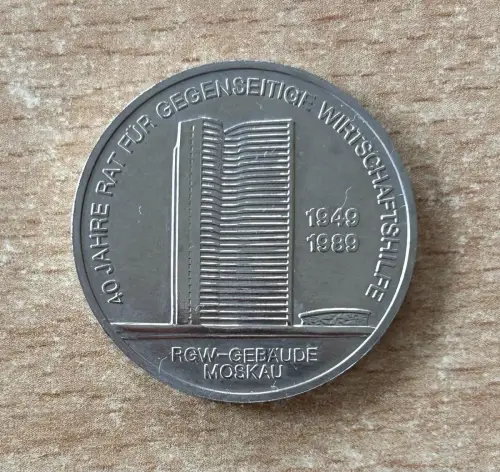 40 JAHRE RAT FÜR GEGENSEITIGE WIRTSCHAFTSHILFE
1949
1989
RGW-GEBÄUDE
MOSKAU